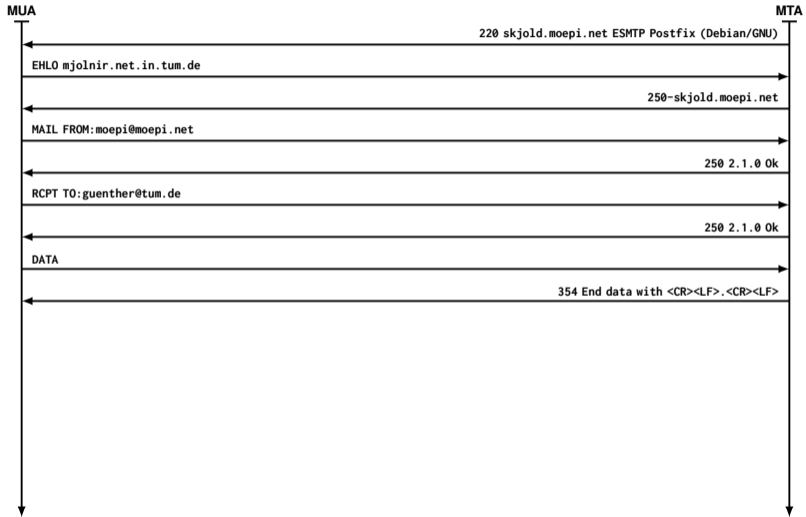 MUA MTA
220 skjold.moepi.net ESMTP Postfix (Debian/GNU)
EHLO mjolnir.net.in.tum.de
250-skjold.moepi.net
MAIL FROM:moepi@moepi.net
250 2.1.0 Ok
RCPT TO:guenther@tum.de
250 2.1.0 Ok
DATA
354 End data with <CR><LF>.<CR><LF>